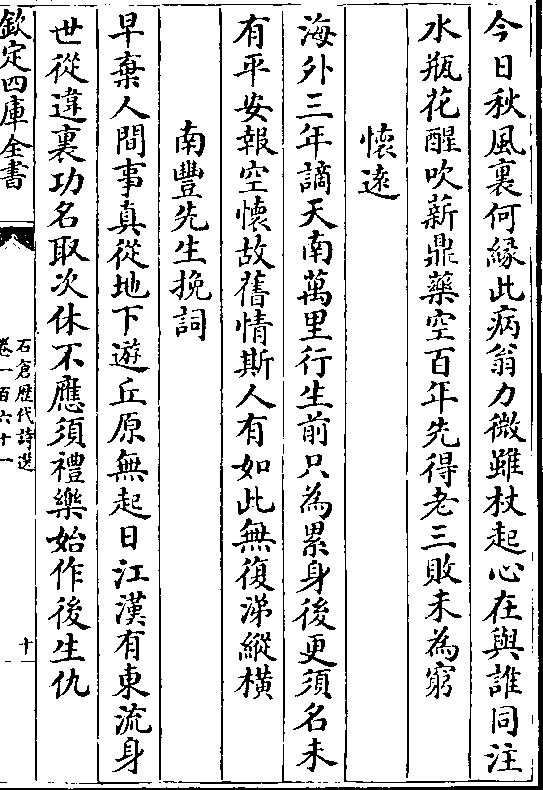 今日秋風裏何縁此病翁力微雖杖起心在與誰同注
水瓶花醒吹薪鼎藥空百年先得老三敗未為窮
懷逺
海外三年謫天南萬里行生前只為累身後更須名未
有平安報空懷故舊情斯人有如此無復涕縱橫
南豐先生挽詞
早棄人間事真從地下遊丘原無起日江漢有東流身
世從違裏功名取次休不應須禮樂始作後生仇
欽定四庫全書
石倉歴代詩選
卷一百六十一
十